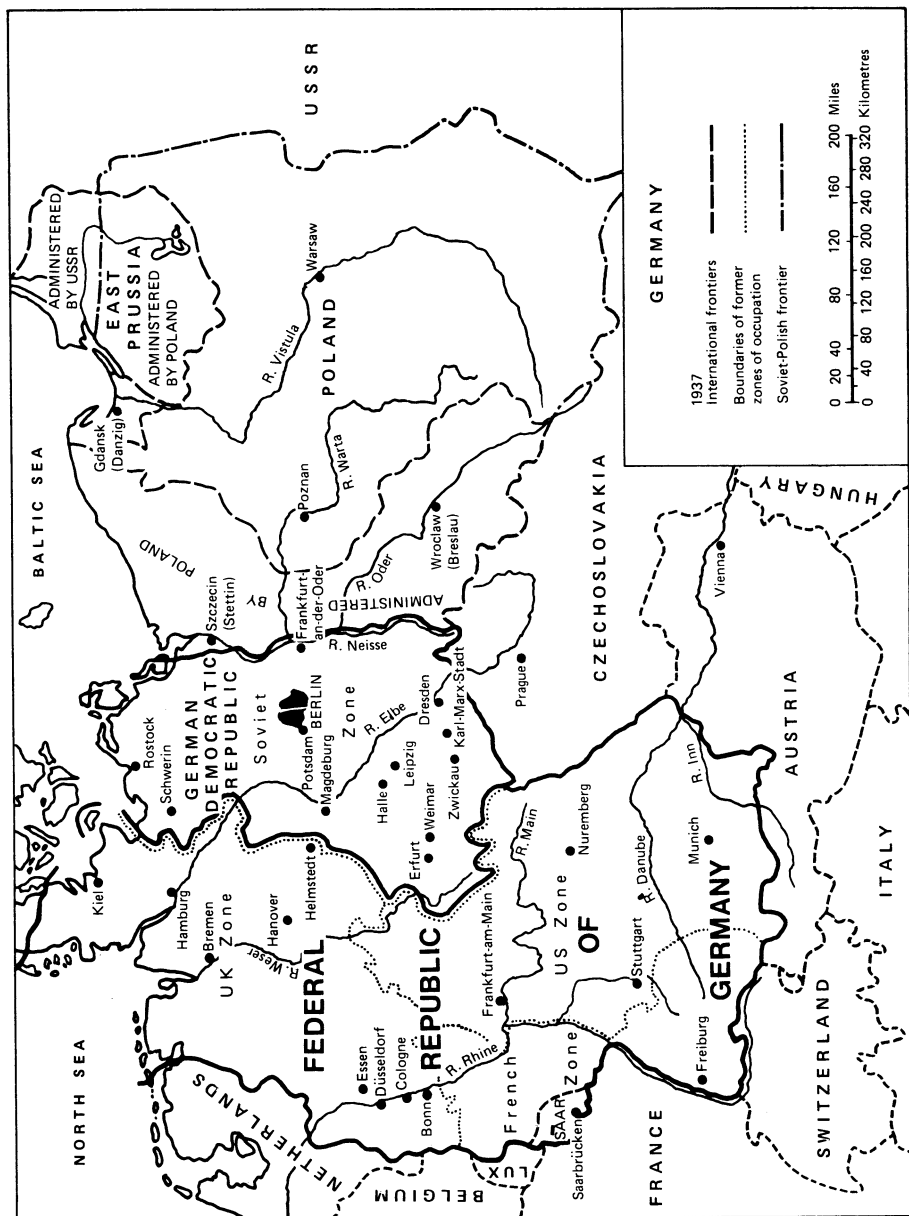 NORTH SEA
BALTIC SEA
USSR
ADMINISTERED
BY USSR
EAST
PRUSSIA
ADMINISTERED
BY POLAND
Gdansk
(Danzig)
Kiel
Rostock
Schwerin
Hamburg
Bremen
UK Zone
Hanover
R. Weser
Helmstedt
GERMAN
DEMOCRATIC
REPUBLIC
Soviet
Zone
Potsdam
BERLIN
Magdeburg
R. Elbe
Halle
Leipzig
Dresden
Karl-Marx-Stadt
Zwickau
Weimar
Erfurt
Szczecin
(Stettin)
Frankfurt-
an-der-Oder
R. Neisse
ADMINISTERED
BY
POLAND
R. Oder
Wroclaw
(Breslau)
Poznan
R. Warta
R. Vistula
Warsaw
POLAND
NETHERLANDS
BELGIUM
LUX
FEDERAL
REPUBLIC
OF
GERMANY
Essen
Düsseldorf
Cologne
Bonn
R. Rhine
Frankfurt-am-Main
R. Main
French
Zone
SAAR
Saarbrücken
US Zone
Nuremberg
Stuttgart
R. Danube
Munich
R. Inn
Freiburg
FRANCE
SWITZERLAND
ITALY
AUSTRIA
Vienna
HUNGARY
CZECHOSLOVAKIA
Prague
GERMANY
1937
International frontiers
Boundaries of former
zones of occupation
Soviet-Polish frontier
0 20 40 80 120 160 200 Miles
0 40 80 120 160 200 240 280 320 Kilometres